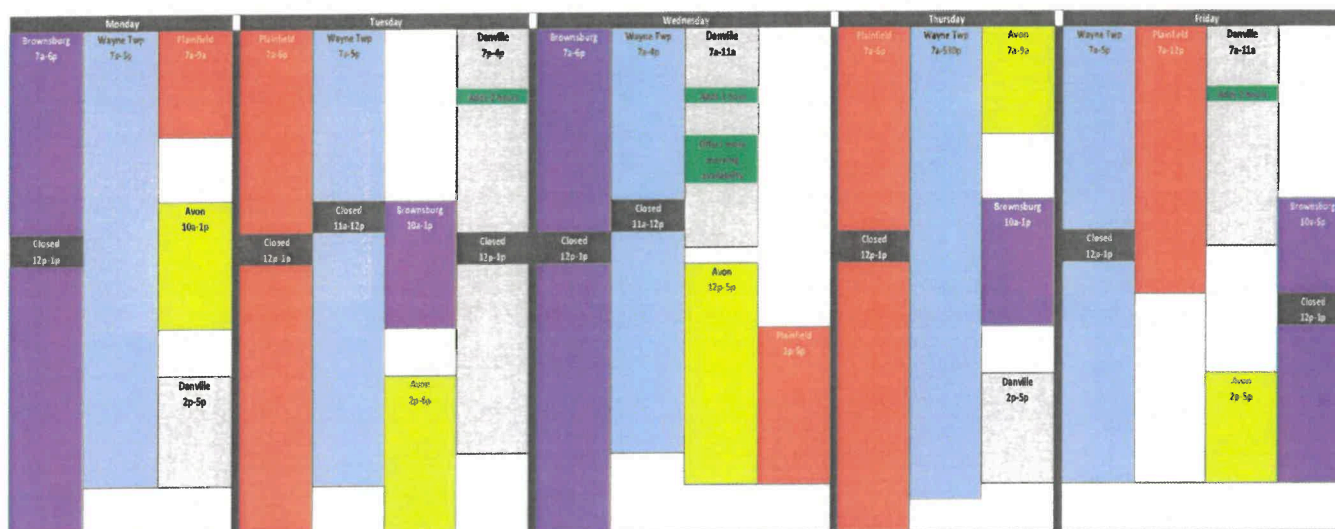 Monday
Brownsburg
7a-6p
Wayne Twp
7a-5p
Plainfield
7a-9a
Closed
12p-1p
Avon
10a-1p
Danville
2p-5p
Tuesday
Plainfield
7a-6p
Wayne Twp
7a-5p
Danville
7a-4p
Closed
12p-1p
Closed
11a-12p
Brownsburg
10a-1p
Avon
2p-6p
Closed
12p-1p
Wednesday
Brownsburg
7a-6p
Wayne Twp
7a-4p
Danville
7a-11a
Closed
12p-1p
Closed
11a-12p
Avon
12p-5p
Plainfield
2p-5p
Thursday
Plainfield
7a-6p
Wayne Twp
7a-530p
Avon
7a-9a
Closed
12p-1p
Brownsburg
10a-1p
Danville
2p-5p
Friday
Wayne Twp
7a-5p
Plainfield
7a-12p
Danville
7a-11a
Closed
12p-1p
Brownsburg
10a-5p
Closed
12p-1p
Avon
2p-5p